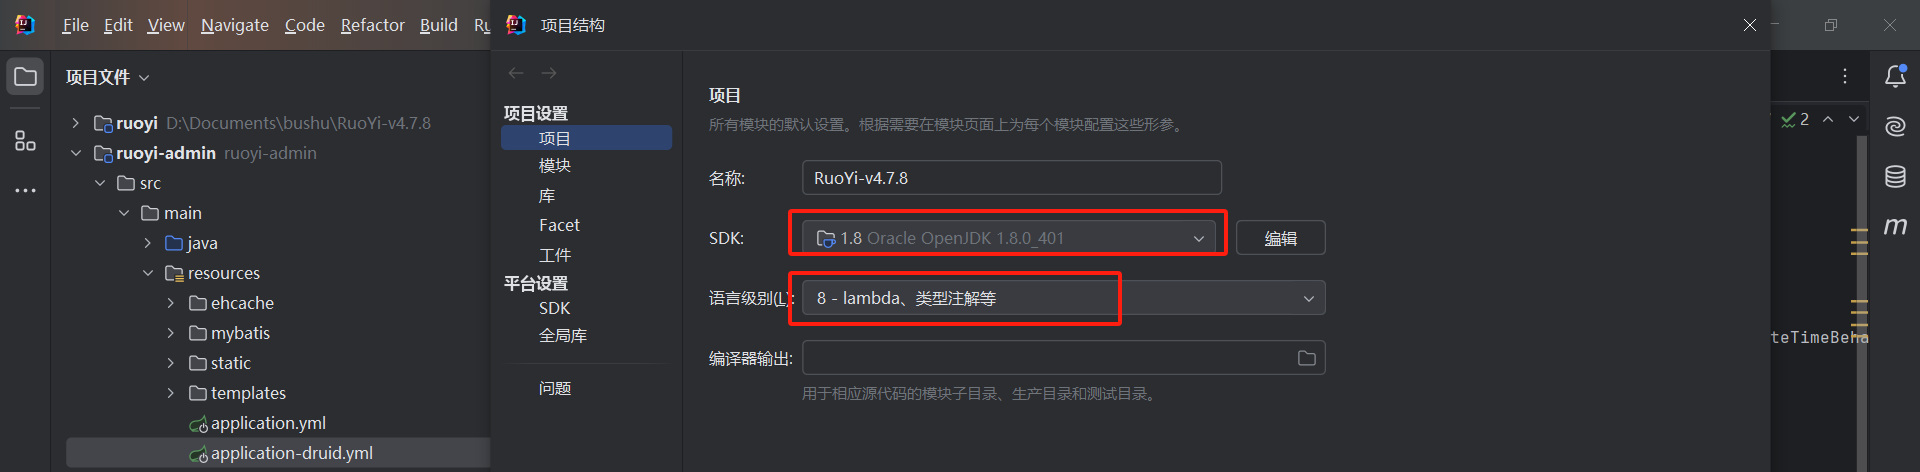 File Edit View Navigate Code Refactor Build Ru
项目结构
项目文件
ruoyi D:\Documents\bushu\RuoYi-v4.7.8
ruoyi-admin ruoyi-admin
src
main
java
resources
ehcache
mybatis
static
templates
application.yml
application-druid.yml
项目设置
项目
模块
库
Facet
工件
平台设置
SDK
全局库
问题
项目
所有模块的默认设置。根据需要在模块页面上为每个模块配置这些形参。
名称: RuoYi-v4.7.8
SDK: 1.8 Oracle OpenJDK 1.8.0_401 编辑
语言级别(L): 8 - lambda、类型注解等
编译器输出:
用于相应源代码的模块子目录、生产目录和测试目录。
2
teTimeBeha
m